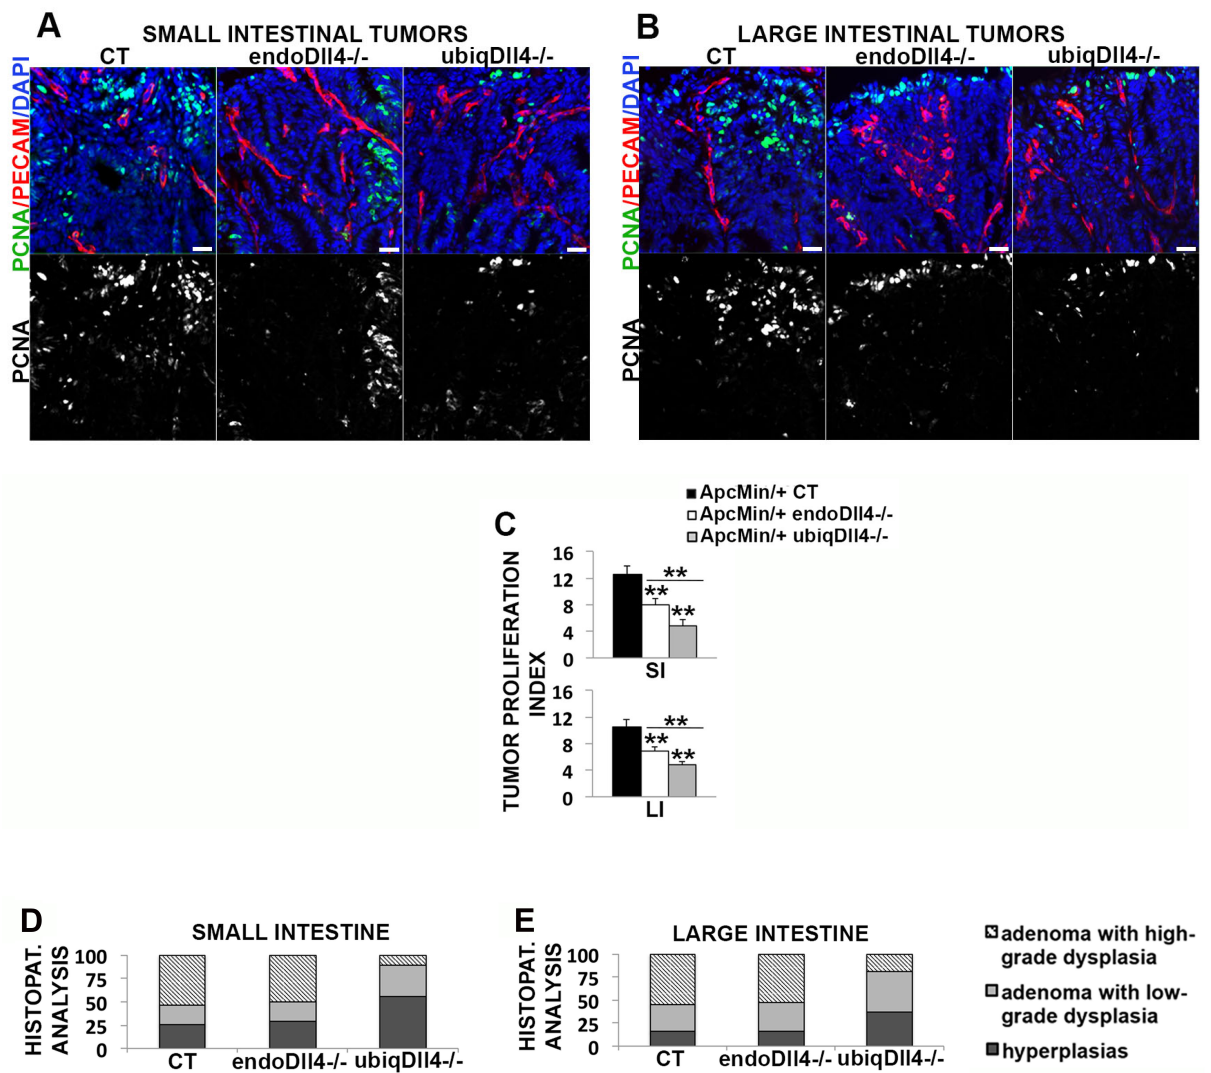 A
SMALL INTESTINAL TUMORS
CT
endoDll4-/-
ubiqDll4-/-
PCNA/PECAM/DAPI
PCNA
B
LARGE INTESTINAL TUMORS
CT
endoDll4-/-
ubiqDll4-/-
PCNA/PECAM/DAPI
PCNA
C
ApcMin/+ CT
ApcMin/+ endoDll4-/-
ApcMin/+ ubiqDll4-/-
TUMOR PROLIFERATION
INDEX
16
12
8
4
0
**
**
**
SI
16
12
8
4
0
**
**
**
LI
D
SMALL INTESTINE
HISTOPAT.
ANALYSIS
100
75
50
25
0
CT
endoDll4-/-
ubiqDll4-/-
E
LARGE INTESTINE
HISTOPAT.
ANALYSIS
100
75
50
25
0
CT
endoDll4-/-
ubiqDll4-/-
adenoma with high-
grade dysplasia
adenoma with low-
grade dysplasia
hyperplasias